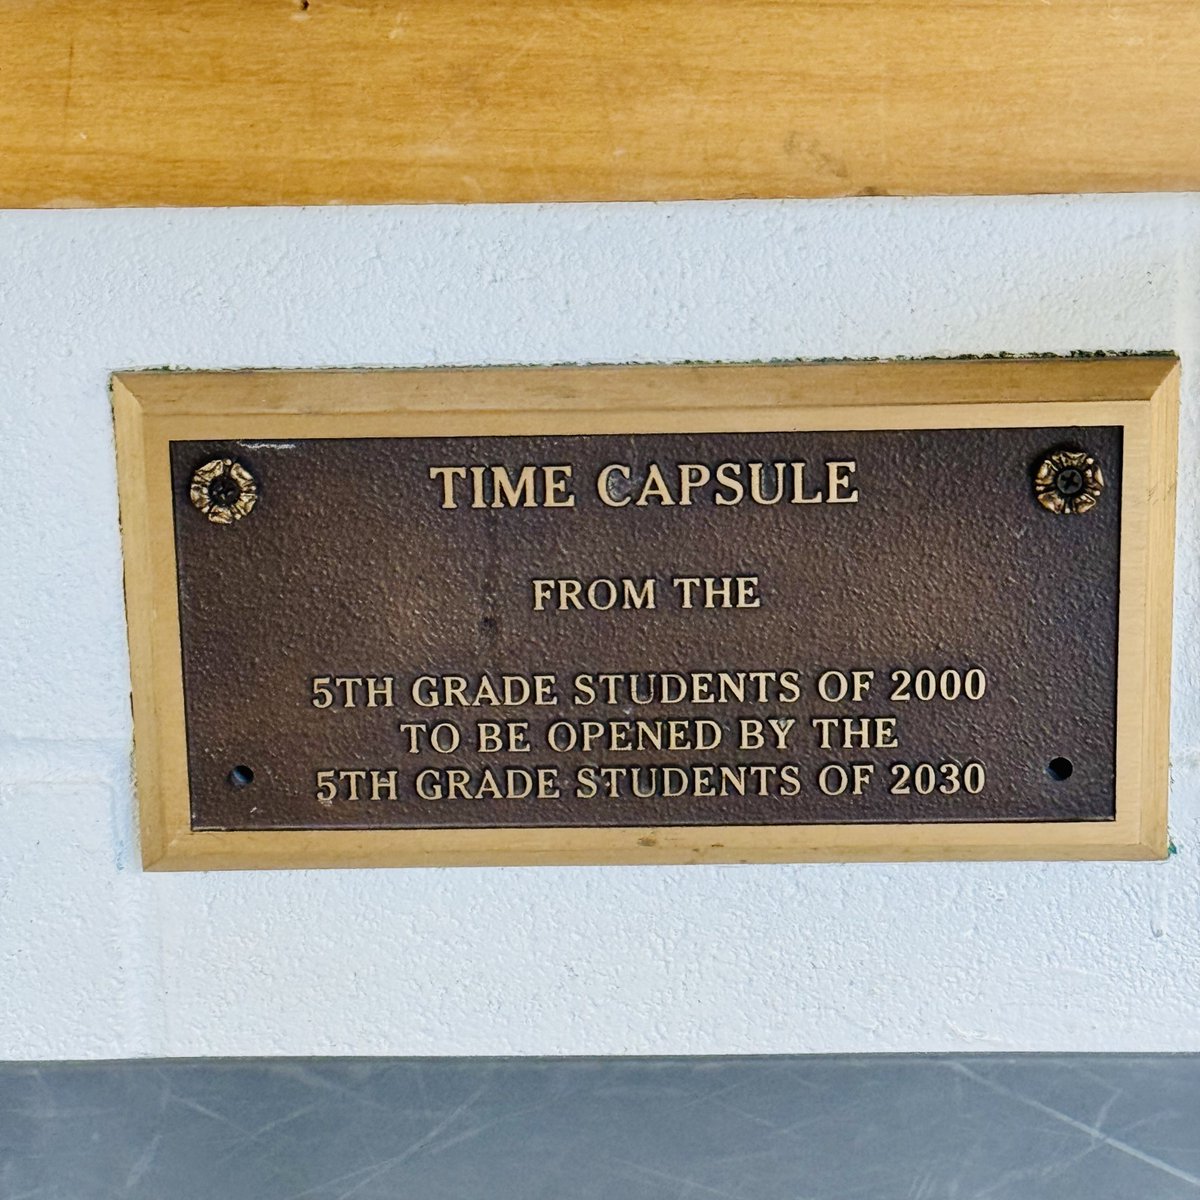 TIME CAPSULE
FROM THE
5TH GRADE STUDENTS OF 2000
TO BE OPENED BY THE
5TH GRADE STUDENTS OF 2030